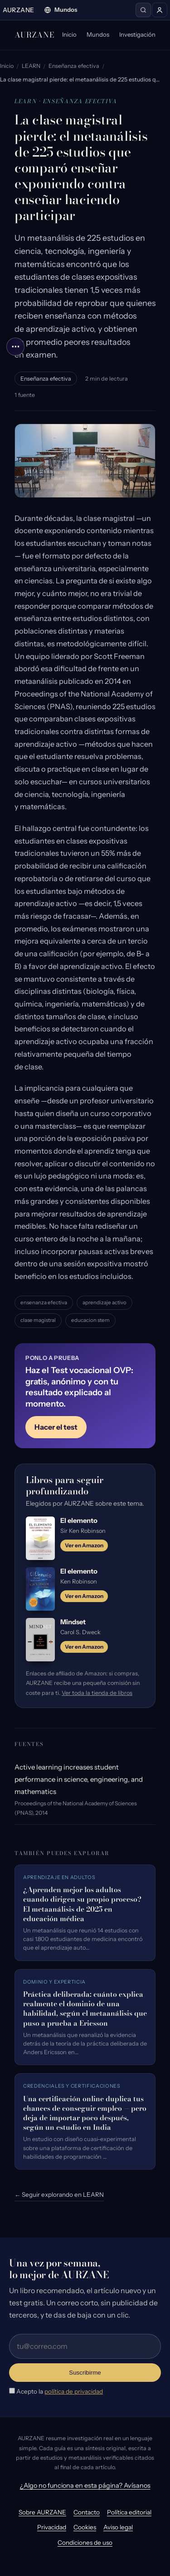 AURZANE Mundos
AURZANE Inicio Mundos Investigación
Inicio / LEARN / Enseñanza efectiva /
La clase magistral pierde: el metaanálisis de 225 estudios q...
LEARN · ENSEÑANZA EFECTIVA
La clase magistral
pierde: el metaanálisis
de 225 estudios que
comparó enseñar
exponiendo contra
enseñar haciendo
participar
Un metaanálisis de 225 estudios en
ciencia, tecnología, ingeniería y
matemáticas encontró que los
estudiantes de clases expositivas
tradicionales tienen 1,5 veces más
probabilidad de reprobar que quienes
reciben enseñanza con métodos
de aprendizaje activo, y obtienen
peores resultados
en examen.
Enseñanza efectiva 2 min de lectura
1 fuente
Durante décadas, la clase magistral —un
docente exponiendo contenido mientras
los estudiantes escuchan y toman notas
— fue el formato por defecto de la
enseñanza universitaria, especialmente
en ciencias. La pregunta de si existe algo
mejor, y cuánto mejor, no era trivial de
responder porque comparar métodos de
enseñanza entre estudios distintos, con
poblaciones distintas y materias
distintas, es metodológicamente difícil.
Un equipo liderado por Scott Freeman
abordó esa dificultad de frente en un
metaanálisis publicado en 2014 en
Proceedings of the National Academy of
Sciences (PNAS), reuniendo 225 estudios
que comparaban clases expositivas
tradicionales contra distintas formas de
aprendizaje activo —métodos que hacen
que el estudiante resuelva problemas,
discuta o practique en clase en lugar de
solo escuchar— en cursos universitarios
de ciencia, tecnología, ingeniería
y matemáticas.
El hallazgo central fue contundente: los
estudiantes en clases expositivas
tradicionales tuvieron un 55% más de
probabilidad de recibir una calificación
reprobatoria o de retirarse del curso que
los estudiantes bajo métodos de
aprendizaje activo —es decir, 1,5 veces
más riesgo de fracasar—. Además, en
promedio, los exámenes mostraron una
mejora equivalente a cerca de un tercio
de una calificación (por ejemplo, de B- a
B) a favor del aprendizaje activo. El efecto
se mantuvo consistente en distintas
disciplinas científicas (biología, física,
química, ingeniería, matemáticas) y en
distintos tamaños de clase, con
beneficios detectables incluso cuando el
aprendizaje activo ocupaba una fracción
menor del tiempo total
de clase.
La implicancia para cualquiera que
enseñe —desde un profesor universitario
hasta quien diseña un curso corporativo
o una masterclass— es que reemplazar
incluso una porción del tiempo de
exposición por momentos donde el
aprendiz tenga que resolver, aplicar o
discutir el contenido es, según esta
evidencia, de las palancas más grandes
y consistentes disponibles para mejorar
resultados de aprendizaje medibles. No
hace falta rediseñar un curso entero de
la noche a la mañana; incluso incorporar
pausas breves de ejercicio dentro de una
clase expositiva mostró beneficio en los
estudios incluidos.
ensenanza efectiva aprendizaje activo
clase magistral educacion stem
PONLO A PRUEBA
Haz el Test vocacional OVP:
gratis, anónimo y con tu
resultado explicado al
momento.
Hacer el test
Libros para seguir
profundizando
Elegidos por AURZANE sobre este tema.
El elemento
Sir Ken Robinson
Ver en Amazon
El elemento
Ken Robinson
Ver en Amazon
MIND
Mindset
Carol S. Dweck
Ver en Amazon
Enlaces de afiliado de Amazon: si compras,
AURZANE recibe una pequeña comisión sin
coste para ti. Ver toda la tienda de libros
FUENTES
Active learning increases student
performance in science, engineering, and
mathematics
Proceedings of the National Academy of Sciences
(PNAS), 2014
TAMBIÉN PUEDES EXPLORAR
APRENDIZAJE EN ADULTOS
¿Aprenden mejor los adultos
cuando dirigen su propio proceso?
El metaanálisis de 2025 en
educación médica
Un metaanálisis que reunió 14 estudios con
casi 1.800 estudiantes de medicina encontró
que el aprendizaje auto...
DOMINIO Y EXPERTICIA
Práctica deliberada: cuánto explica
realmente el dominio de una
habilidad, según el metaanálisis que
puso a prueba a Ericsson
Un metaanálisis que reanalizó la evidencia
detrás de la teoría de la práctica deliberada de
Anders Ericsson en...
CREDENCIALES Y CERTIFICACIONES
Una certificación online duplica tus
chances de conseguir empleo — pero
deja de importar poco después,
según un estudio en India
Un estudio con diseño cuasi-experimental
sobre una plataforma de certificación de
habilidades de programación ...
← Seguir explorando en LEARN
Una vez por semana,
lo mejor de AURZANE
Un libro recomendado, el artículo nuevo y un
test gratis. Un correo corto, sin publicidad de
terceros, y te das de baja con un clic.
tu@correo.com
Suscribirme
Acepto la política de privacidad
AURZANE resume investigación real en un lenguaje
simple. Cada guía es una síntesis original, escrita a
partir de estudios y metaanálisis verificables citados
al final de cada artículo.
¿Algo no funciona en esta página? Avísanos
Sobre AURZANE Contacto Política editorial
Privacidad Cookies Aviso legal
Condiciones de uso